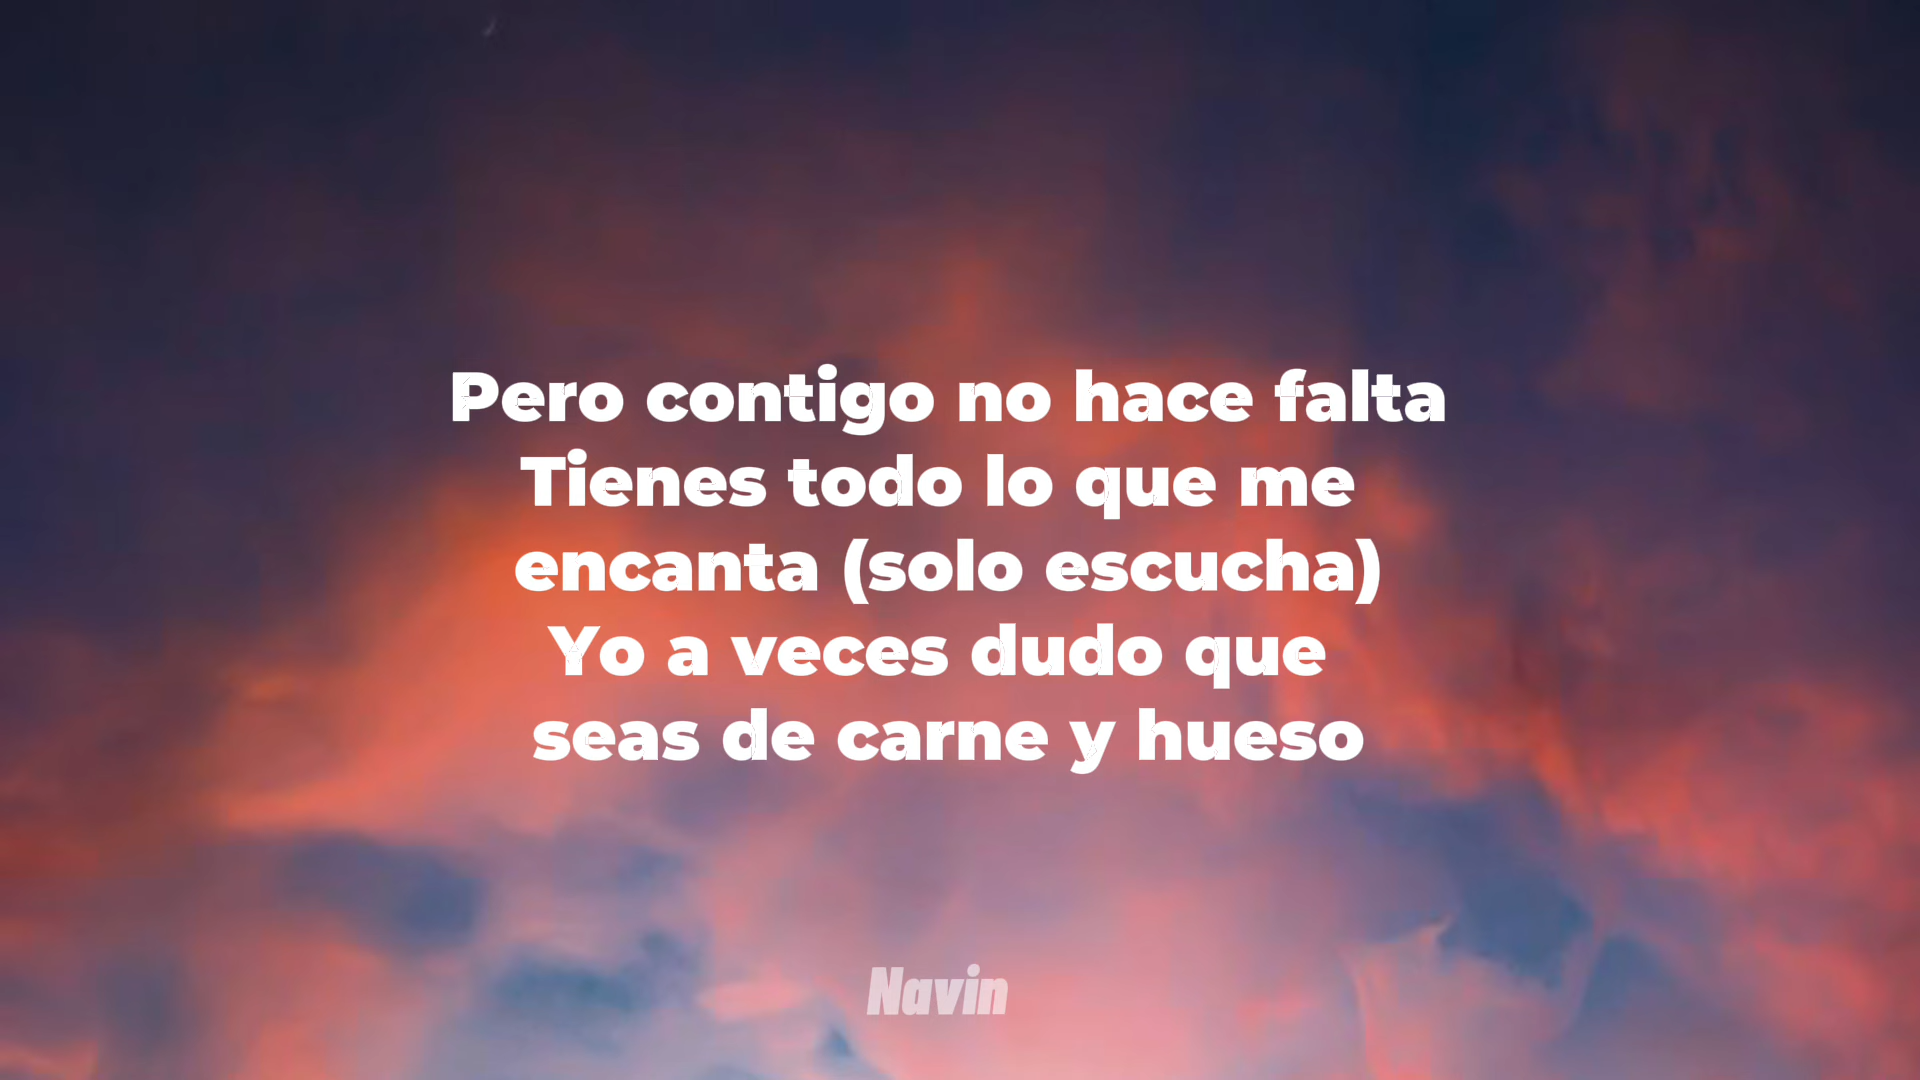 Pero contigo no hace falta
Tienes todo lo que me
encanta (solo escucha)
Yo a veces dudo que
seas de carne y hueso
Navin